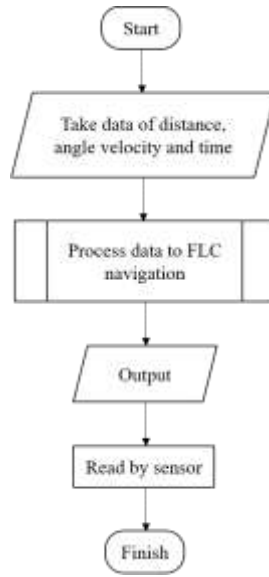 Start
Take data of distance,
angle velocity and time
Process data to FLC
navigation
Output
Read by sensor
Finish